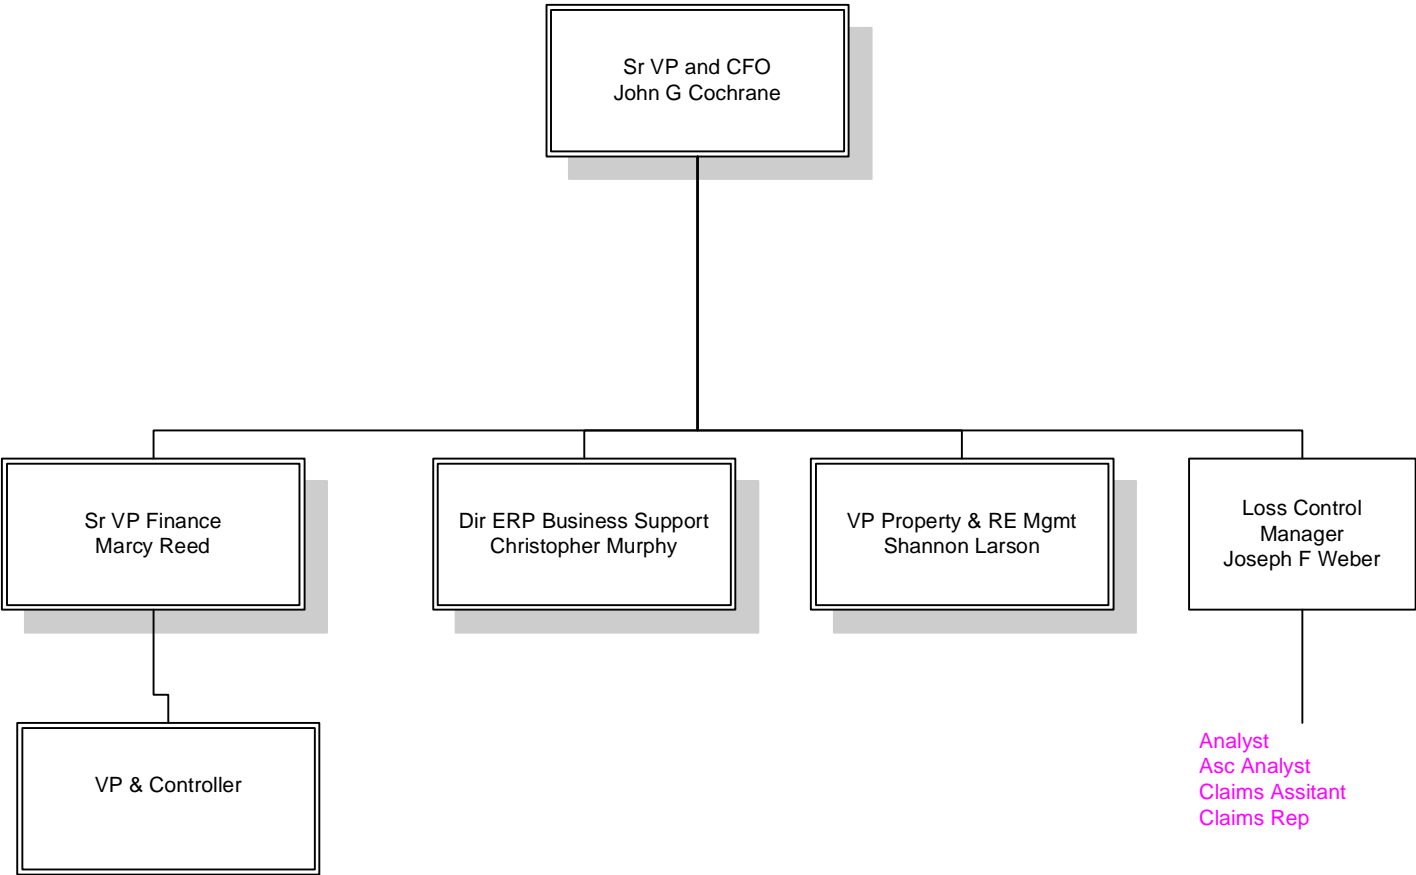 Sr VP and CFO
John G Cochrane
Sr VP Finance
Marcy Reed
Dir ERP Business Support
Christopher Murphy
VP Property & RE Mgmt
Shannon Larson
Loss Control
Manager
Joseph F Weber
VP & Controller
Analyst
Asc Analyst
Claims Assitant
Claims Rep